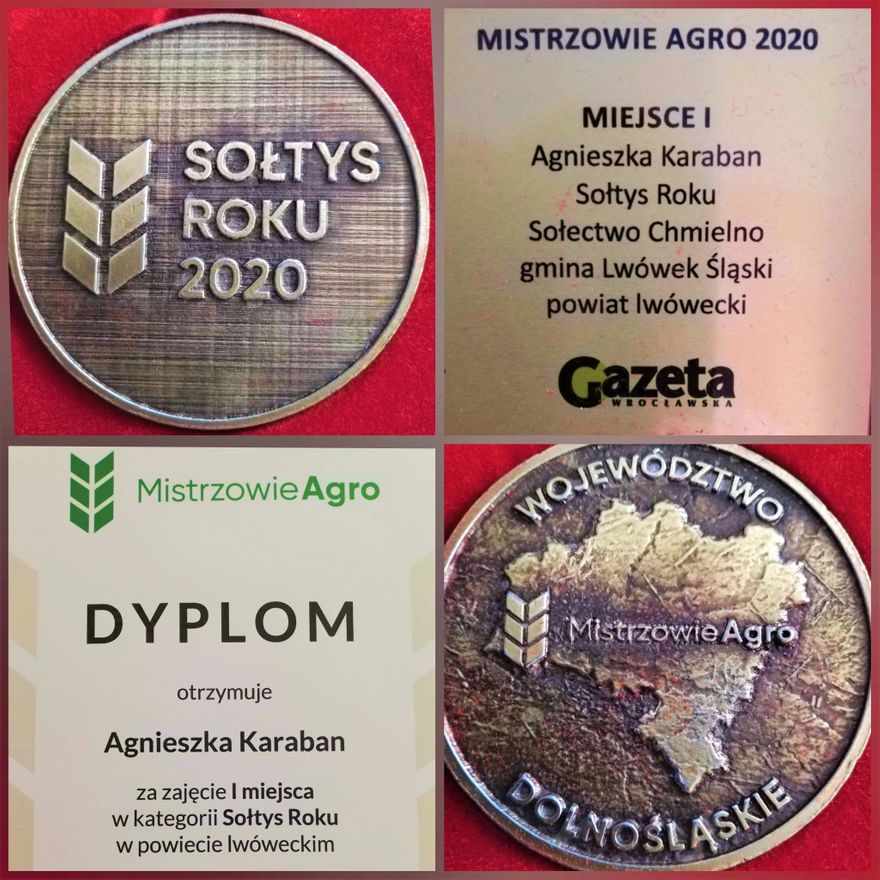 SOŁTYS
ROKU
2020
MISTRZOWIE AGRO 2020
MIEJSCE I
Agnieszka Karaban
Sołtys Roku
Sołectwo Chmielno
gmina Lwówek Śląski
powiat lwówecki
Gazeta
WROCŁAWSKA
MistrzowieAgro
DYPLOM
otrzymuje
Agnieszka Karaban
za zajęcie I miejsca
w kategorii Sołtys Roku
w powiecie lwóweckim
WOJEWÓDZTWO
MistrzowieAgro
DOLNOŚLĄSKIE